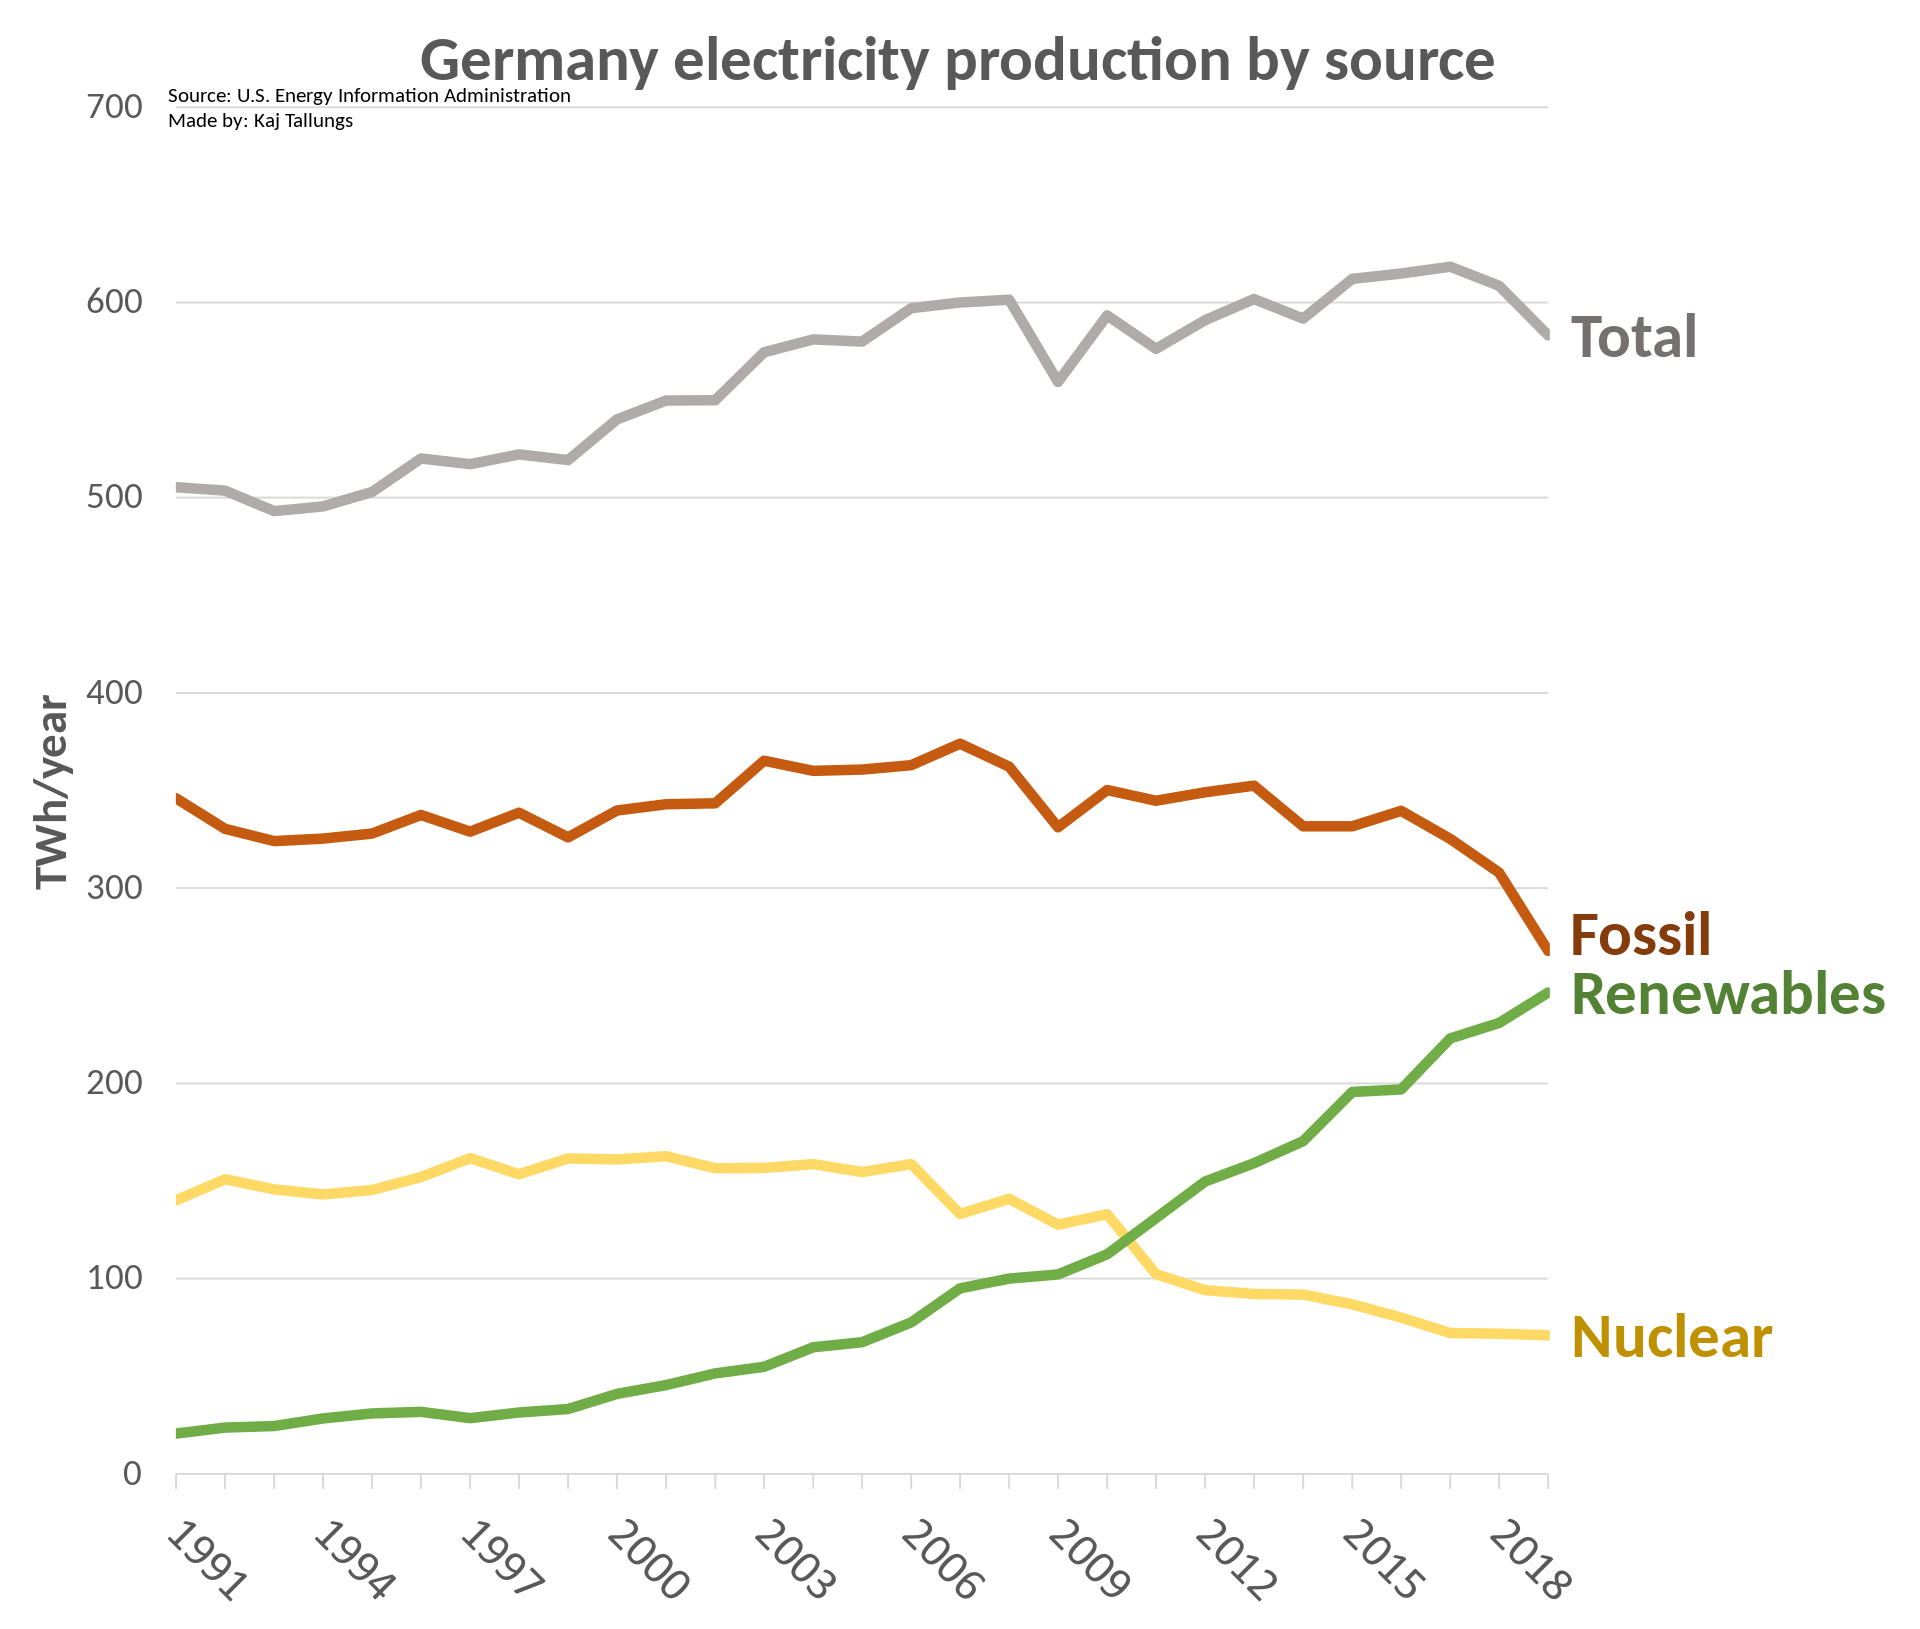 Germany electricity production by source
Source: U.S. Energy Information Administration
Made by: Kaj Tallungs
700
600
500
400
300
200
100
0
TWh/year
Total
Fossil
Renewables
Nuclear
1991
1994
1997
2000
2003
2006
2009
2012
2015
2018